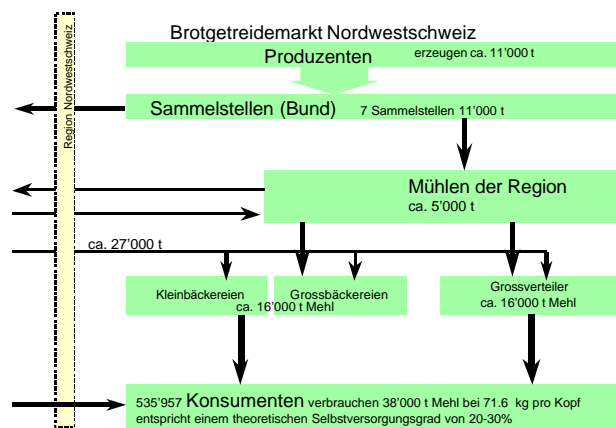 Brotgetreidemarkt Nordwestschweiz
Region Nordwestschweiz
Produzenten erzeugen ca. 11'000 t
Sammelstellen (Bund) 7 Sammelstellen 11'000 t
Mühlen der Region
ca. 5'000 t
ca. 27'000 t
Kleinbäckereien Grossbäckereien
ca. 16'000 t Mehl
Grossverteiler
ca. 16'000 t Mehl
535'957 Konsumenten verbrauchen 38'000 t Mehl bei 71.6 kg pro Kopf
entspricht einem theoretischen Selbstversorgungsgrad von 20-30%